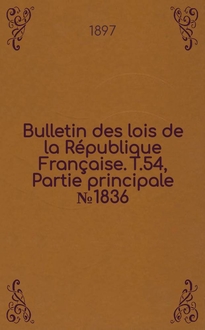 1897
Bulletin des lois de
la République
Française. T.54,
Partie principale
№1836